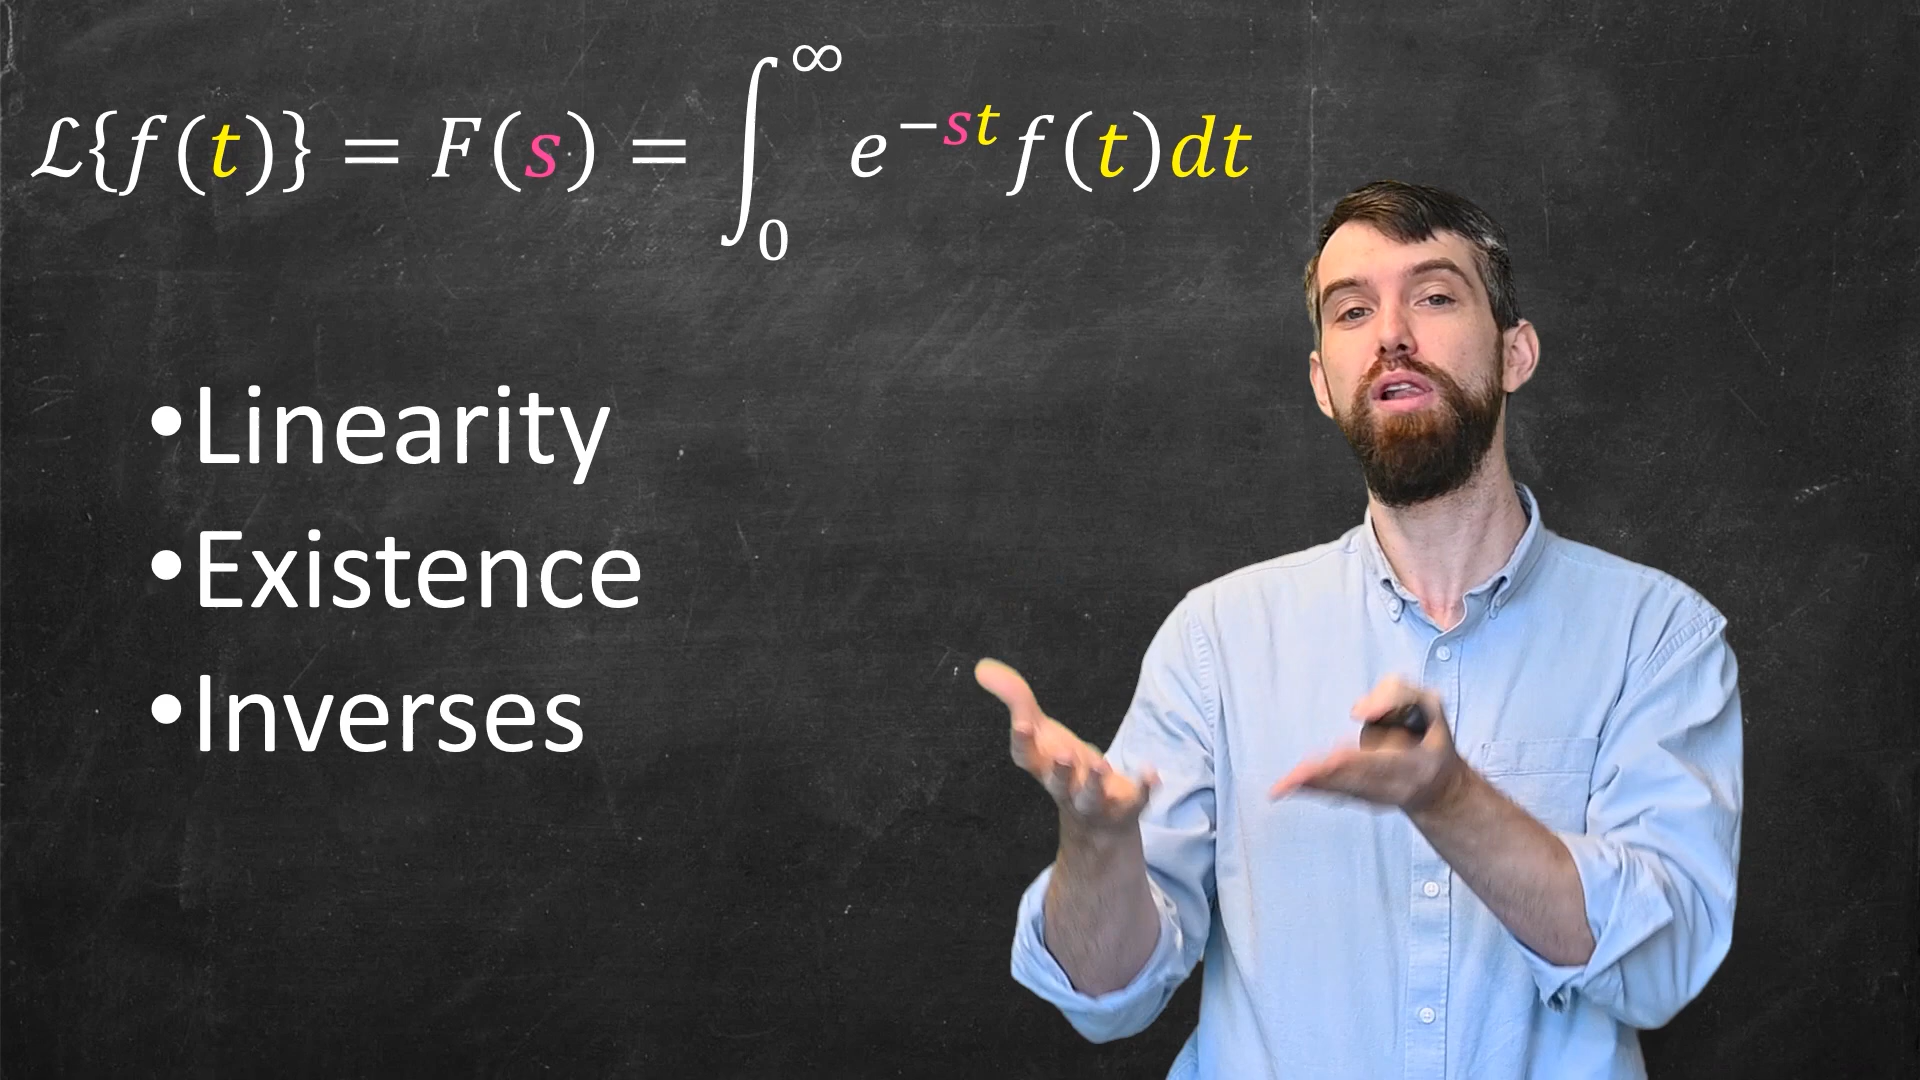 ℒ{f(t)} = F(s) = ∫₀^∞ e^{−st} f(t)dt
•Linearity
•Existence
•Inverses